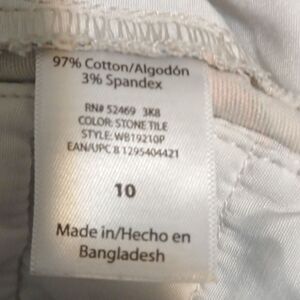 97% Cotton/Algodón
3% Spandex
RN# 52469 3K8
COLOR: STONE TILE
STYLE: WB19210P
EAN/UPC 8 1295404421
10
Made in/Hecho en
Bangladesh